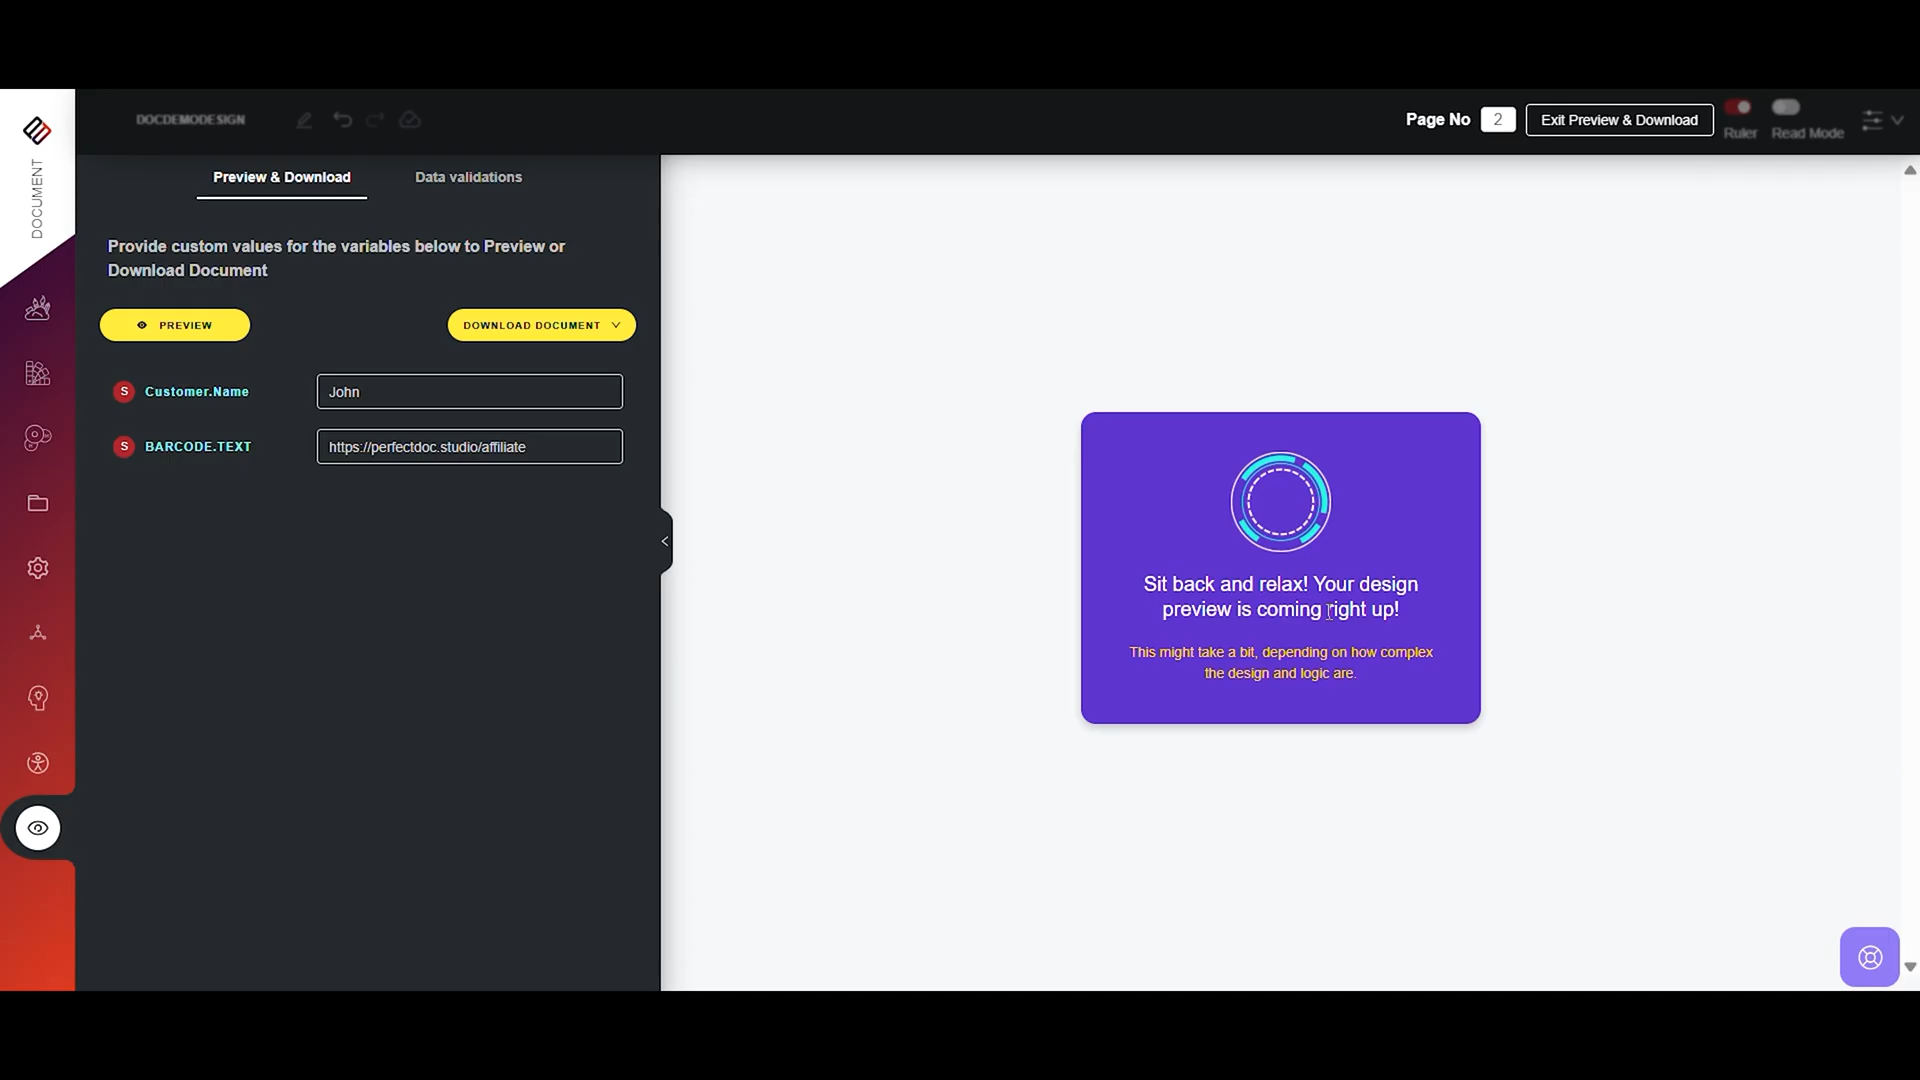 DOCUMENT
DOCDEMODESIGN
Page No 2 Exit Preview & Download
Ruler Read Mode
Preview & Download Data validations
Provide custom values for the variables below to Preview or
Download Document
PREVIEW DOWNLOAD DOCUMENT
S Customer.Name John
S BARCODE.TEXT https://perfectdoc.studio/affiliate
Sit back and relax! Your design
preview is coming right up!
This might take a bit, depending on how complex
the design and logic are.